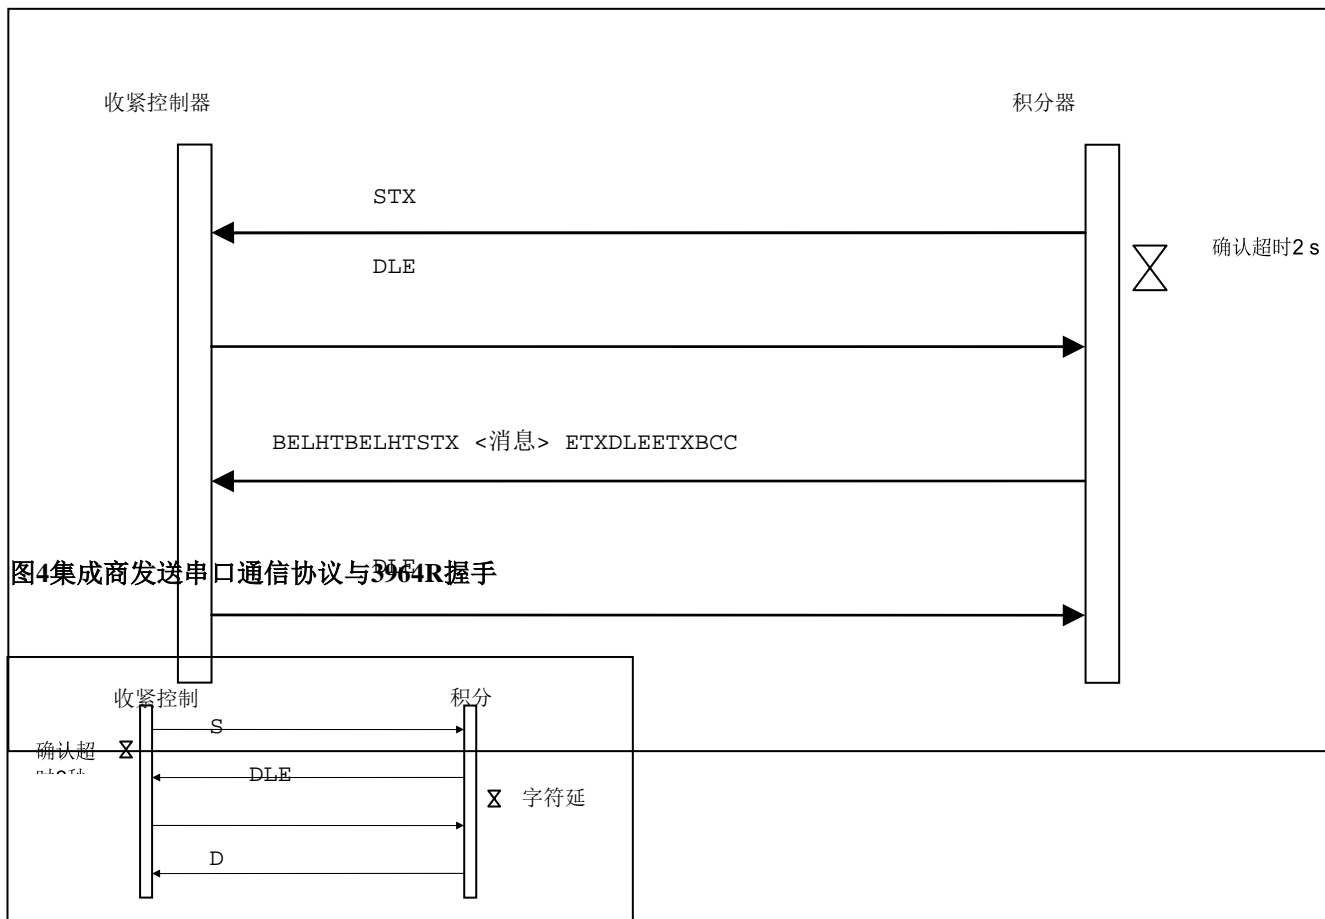 收紧控制器
积分器
STX
确认超时2 s
DLE
BELHTBELHTSTX <消息> ETXDLEETXBCC
DLE
图4集成商发送串口通信协议与3964R握手
收紧控制
积分
S
确认超
DLE
字符延
D